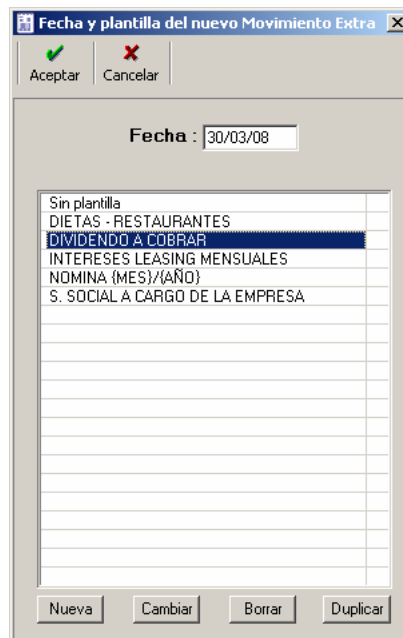 Fecha y plantilla del nuevo Movimiento Extra
Aceptar Cancelar
Fecha : 30/03/08
Sin plantilla
DIETAS - RESTAURANTES
DIVIDENDO A COBRAR
INTERESES LEASING MENSUALES
NOMINA {MES}/{AÑO}
S. SOCIAL A CARGO DE LA EMPRESA
Nueva Cambiar Borrar Duplicar